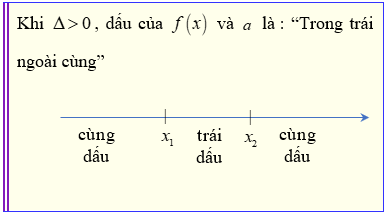 Khi Δ > 0, dấu của f(x) và a là : “Trong trái
ngoài cùng”
cùng dấu x₁ trái dấu x₂ cùng dấu